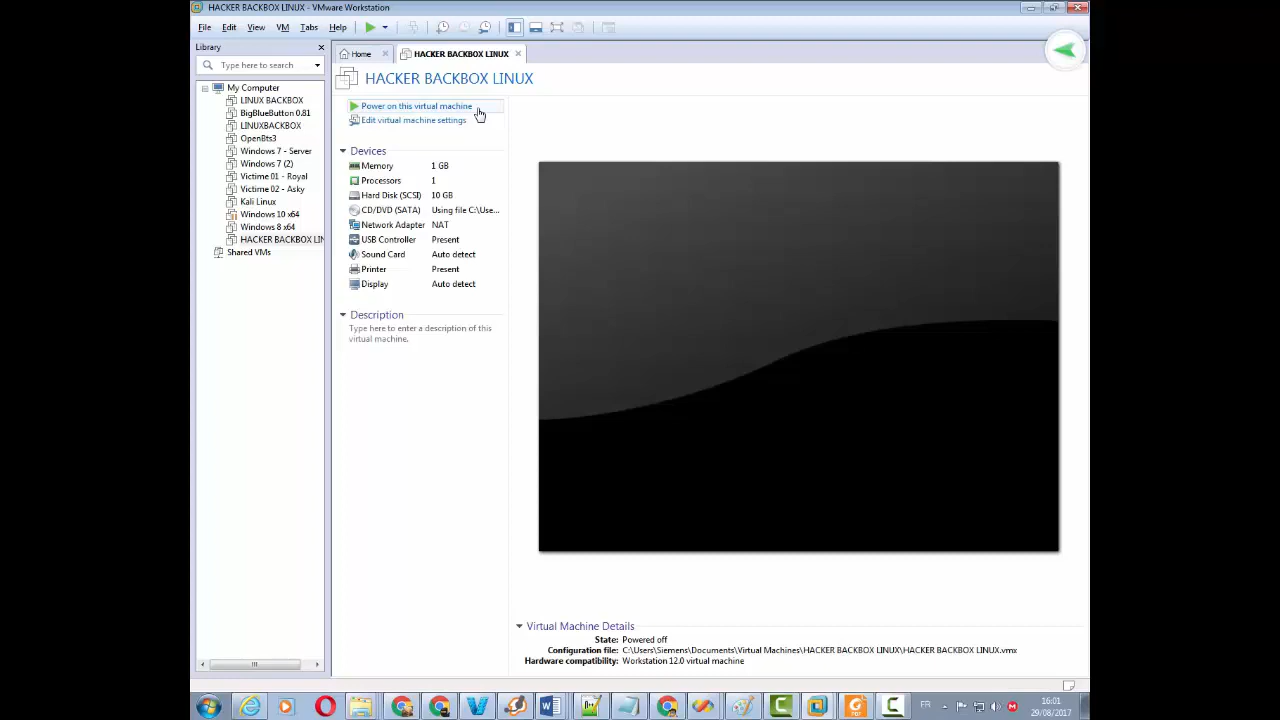 HACKER BACKBOX LINUX - VMware Workstation
File Edit View VM Tabs Help
Library
Type here to search
My Computer
LINUX BACKBOX
BigBlueButton 0.81
LINUXBACKBOX
OpenBts3
Windows 7 - Server
Windows 7 (2)
Victime 01 - Royal
Victime 02 - Asky
Kali Linux
Windows 10 x64
Windows 8 x64
HACKER BACKBOX LIN
Shared VMs
Home
HACKER BACKBOX LINUX
HACKER BACKBOX LINUX
Power on this virtual machine
Edit virtual machine settings
Devices
Memory 1 GB
Processors 1
Hard Disk (SCSI) 10 GB
CD/DVD (SATA) Using file C:\Use...
Network Adapter NAT
USB Controller Present
Sound Card Auto detect
Printer Present
Display Auto detect
Description
Type here to enter a description of this
virtual machine.
Virtual Machine Details
State: Powered off
Configuration file: C:\Users\Siemens\Documents\Virtual Machines\HACKER BACKBOX LINUX\HACKER BACKBOX LINUX.vmx
Hardware compatibility: Workstation 12.0 virtual machine
FR
16:01
29/08/2017